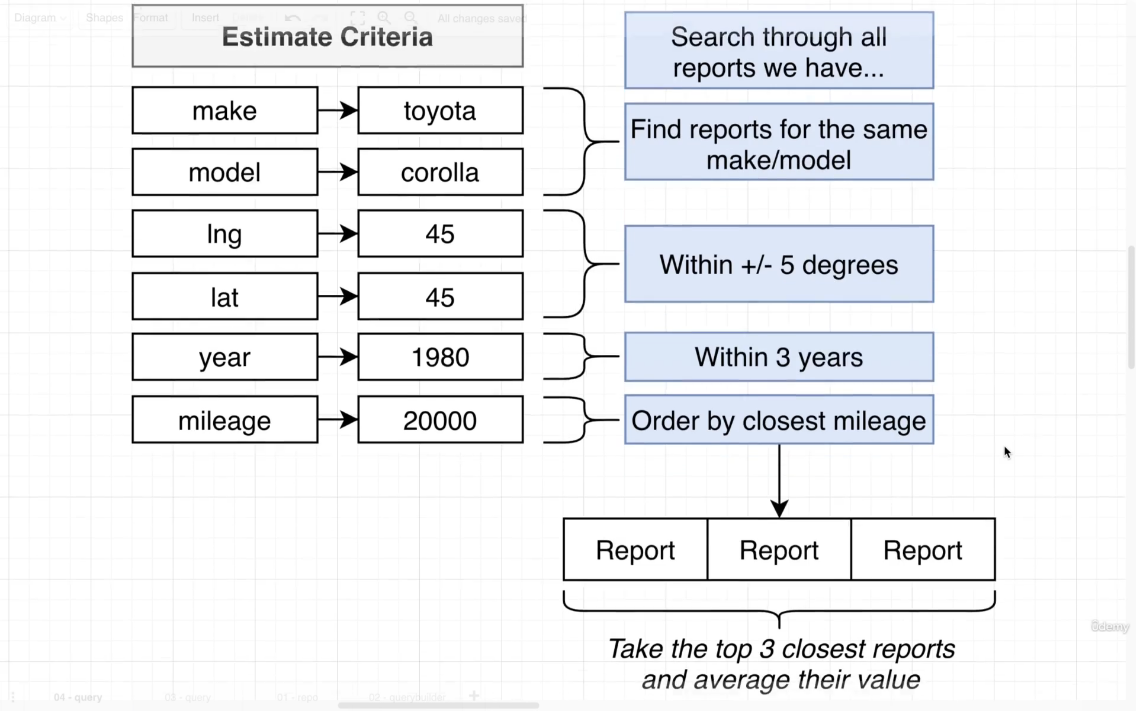 Diagram Shapes Format Insert Delete All changes saved
Estimate Criteria
make
toyota
model
corolla
lng
45
lat
45
year
1980
mileage
20000
Search through all
reports we have...
Find reports for the same
make/model
Within +/- 5 degrees
Within 3 years
Order by closest mileage
Report Report Report
Take the top 3 closest reports
and average their value
ûdemy
04 - query 03 - query 01 - repo 02 - querybuilder